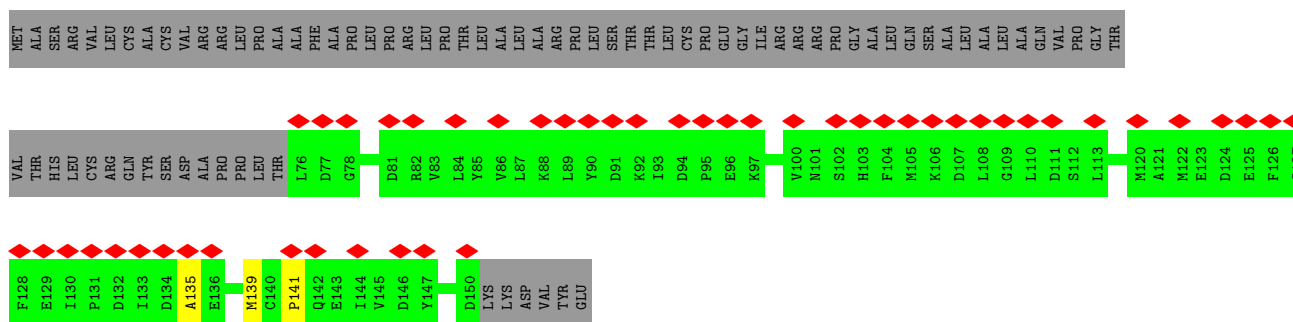 MET ALA SER ARG VAL LEU CYS ALA CYS VAL ARG ARG LEU PRO ALA ALA PHE ALA PRO LEU PRO ARG LEU PRO THR LEU ALA LEU ALA ARG PRO LEU SER THR THR LEU CYS PRO GLU GLY ILE ARG ARG ARG PRO GLY ALA LEU GLN SER ALA LEU ALA LEU ALA GLN VAL PRO GLY THR
VAL THR HIS LEU CYS ARG GLN TYR SER ASP ALA PRO PRO LEU THR L76 D77 G78 D81 R82 V83 L84 Y85 V86 L87 K88 L89 Y90 D91 K92 I93 D94 P95 E96 K97 V100 N101 S102 H103 F104 M105 K106 D107 L108 G109 L110 D111 S112 L113 M120 A121 M122 E123 D124 E125 F126
F128 E129 I130 P131 D132 I133 D134 A135 E136 M139 C140 P141 Q142 E143 I144 V145 D146 Y147 D150 LYS LYS ASP VAL TYR GLU